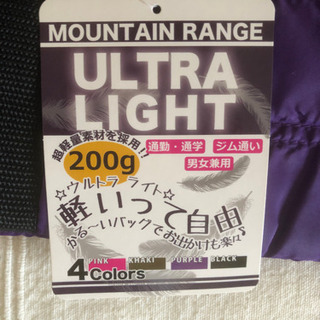 MOUNTAIN RANGE
ULTRA
LIGHT
超軽量素材を採用!!
200g
通勤・通学
ジム通い
男女兼用
☆ウルトラ ライト☆
軽いって自由
かる~いバックでお出かけも楽々♪
PINK KHAKI PURPLE BLACK
4 Colors